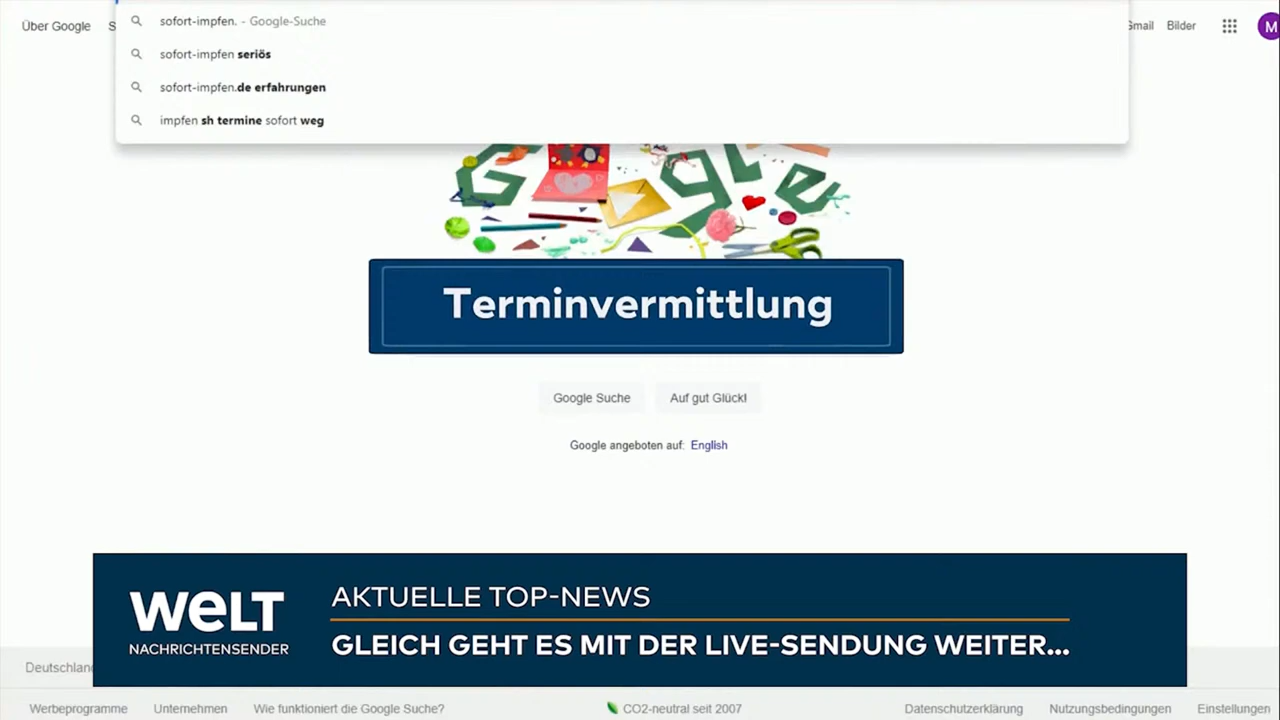 Über Google
sofort-impfen. - Google-Suche
Gmail Bilder
M
sofort-impfen seriös
sofort-impfen.de erfahrungen
impfen sh termine sofort weg
Google
Terminvermittlung
Google Suche Auf gut Glück!
Google angeboten auf: English
welt
NACHRICHTENSENDER
AKTUELLE TOP-NEWS
GLEICH GEHT ES MIT DER LIVE-SENDUNG WEITER...
Deutschland
Werbeprogramme Unternehmen Wie funktioniert die Google Suche? CO2-neutral seit 2007 Datenschutzerklärung Nutzungsbedingungen Einstellungen